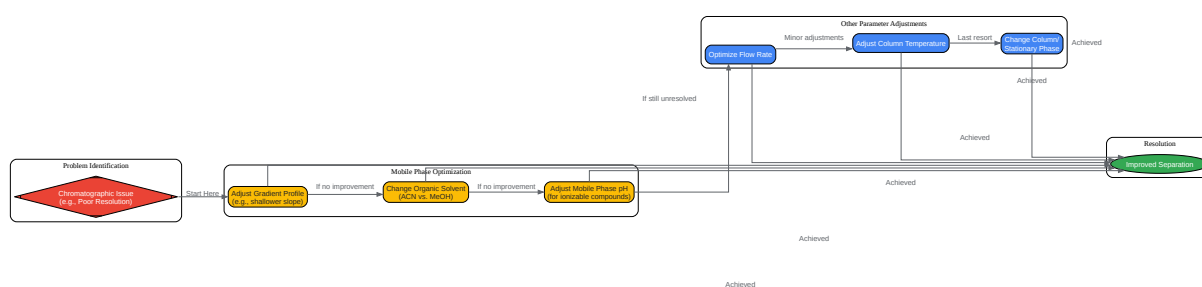 Other Parameter Adjustments
Minor adjustments
Last resort
Optimize Flow Rate
Adjust Column Temperature
Change Column/
Stationary Phase
Achieved
Achieved
If still unresolved
Achieved
Resolution
Improved Separation
Problem Identification
Chromatographic Issue
(e.g., Poor Resolution)
Start Here
Mobile Phase Optimization
Adjust Gradient Profile
(e.g., shallower slope)
If no improvement
Change Organic Solvent
(ACN vs. MeOH)
If no improvement
Adjust Mobile Phase pH
(for ionizable compounds)
Achieved
Achieved
Achieved